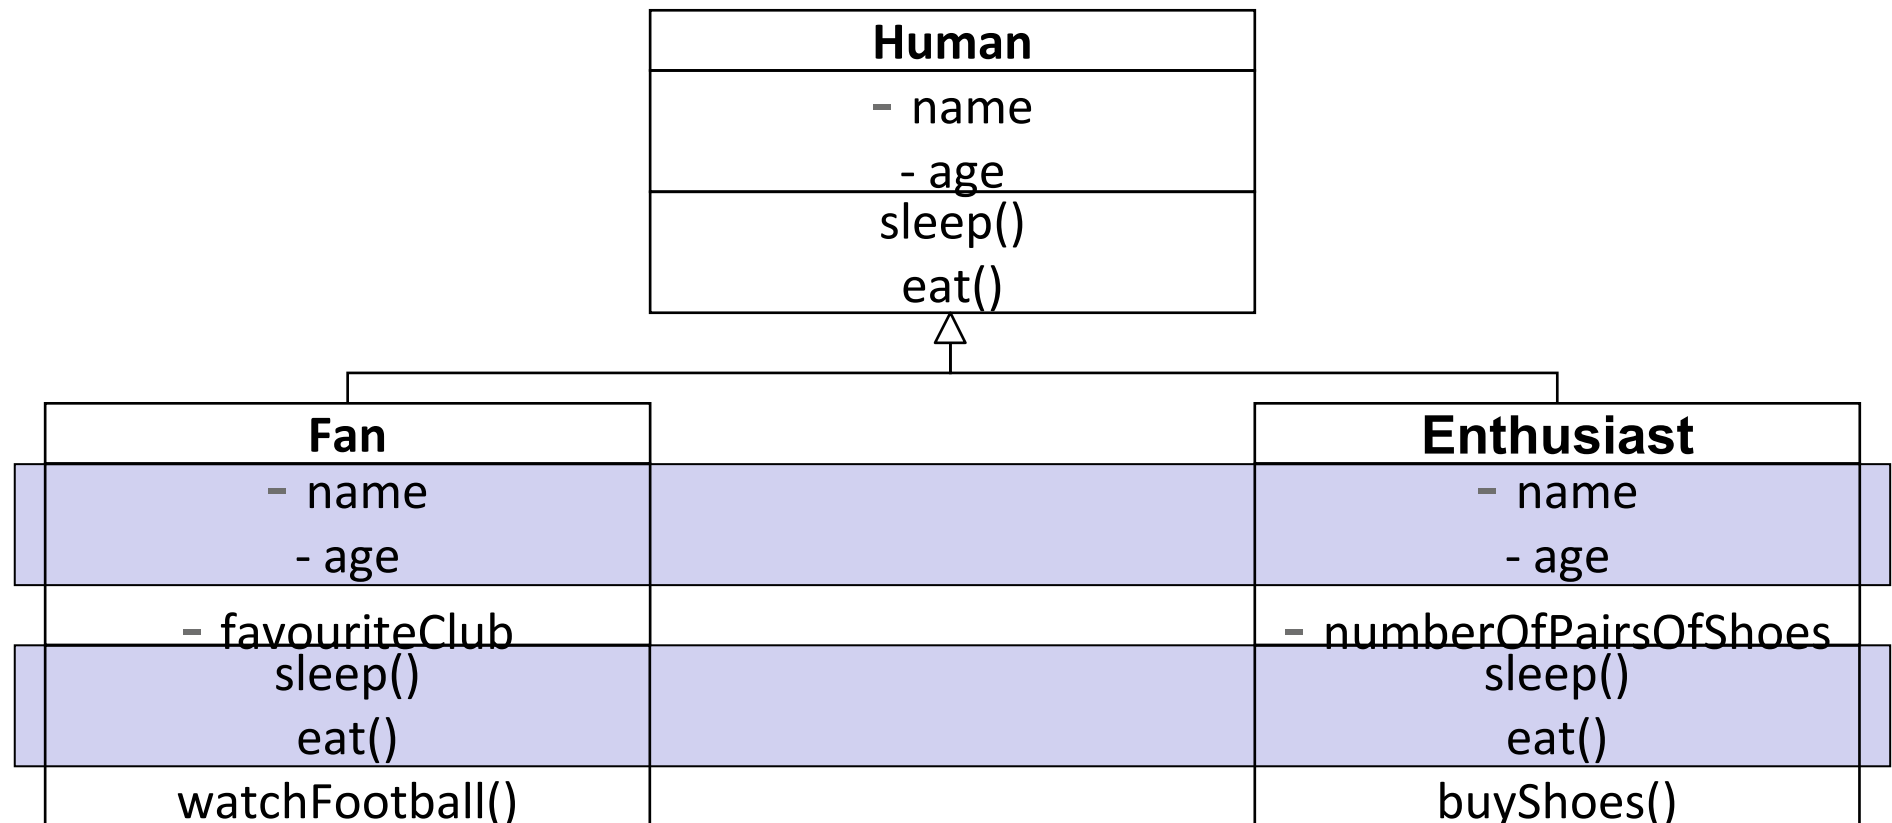 Human
- name
- age
sleep()
eat()
Fan
- name
- age
- favouriteClub
sleep()
eat()
watchFootball()
Enthusiast
- name
- age
- numberOfPairsOfShoes
sleep()
eat()
buyShoes()